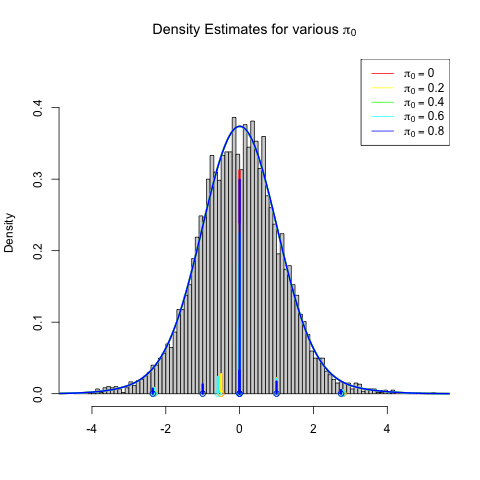 Density Estimates for various π₀
π₀ = 0
π₀ = 0.2
π₀ = 0.4
π₀ = 0.6
π₀ = 0.8
Density
0.4
0.3
0.2
0.1
0.0
-4 -2 0 2 4